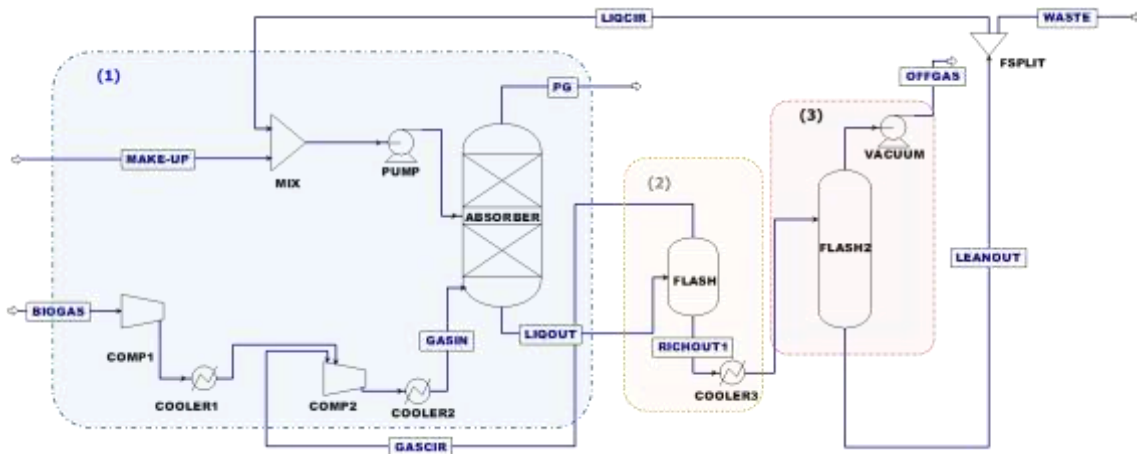 LIQCIR
WASTE
FSPLIT
(1)
PG
OFFGAS
(3)
VACUUM
MAKE-UP
MIX
PUMP
(2)
ABSORBER
FLASH
FLASH2
LEANOUT
BIOGAS
COMP1
GASIN
LIQOUT
RICHOUT1
COOLER1
COMP2
COOLER2
COOLER3
GASCIR